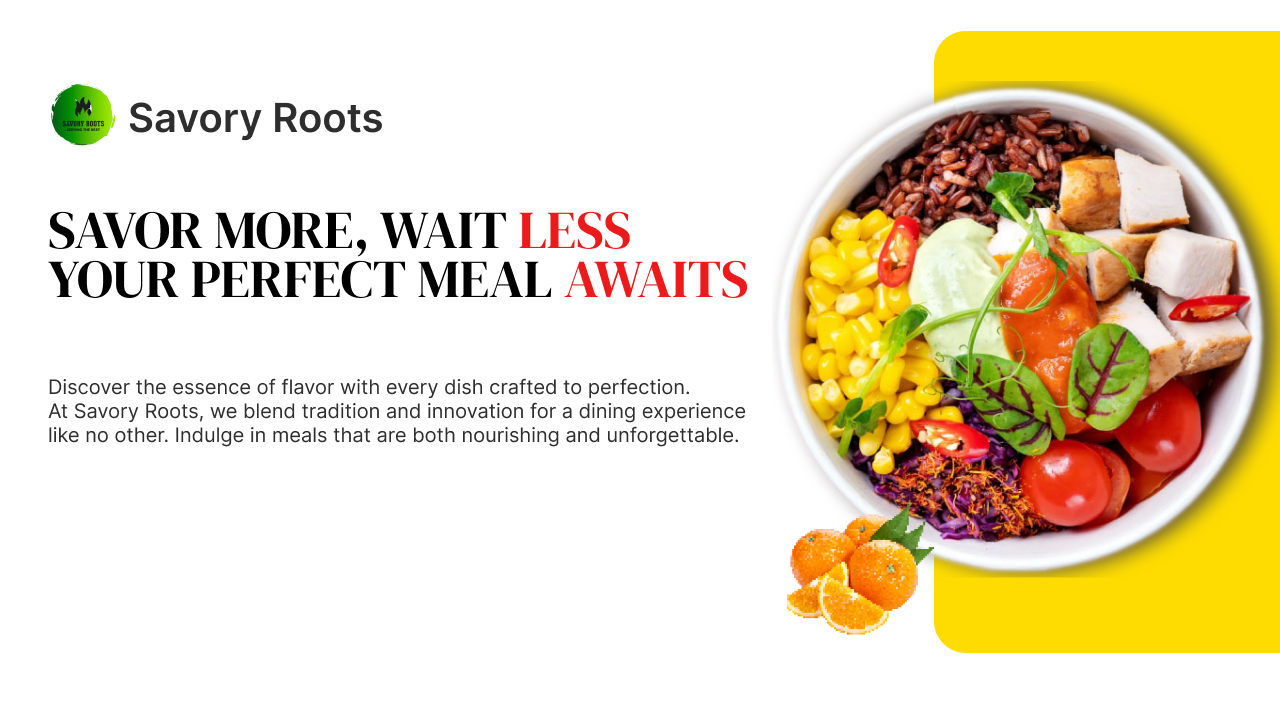 SAVORY ROOTS
Savory Roots
SAVOR MORE, WAIT LESS
YOUR PERFECT MEAL AWAITS
Discover the essence of flavor with every dish crafted to perfection.
At Savory Roots, we blend tradition and innovation for a dining experience
like no other. Indulge in meals that are both nourishing and unforgettable.